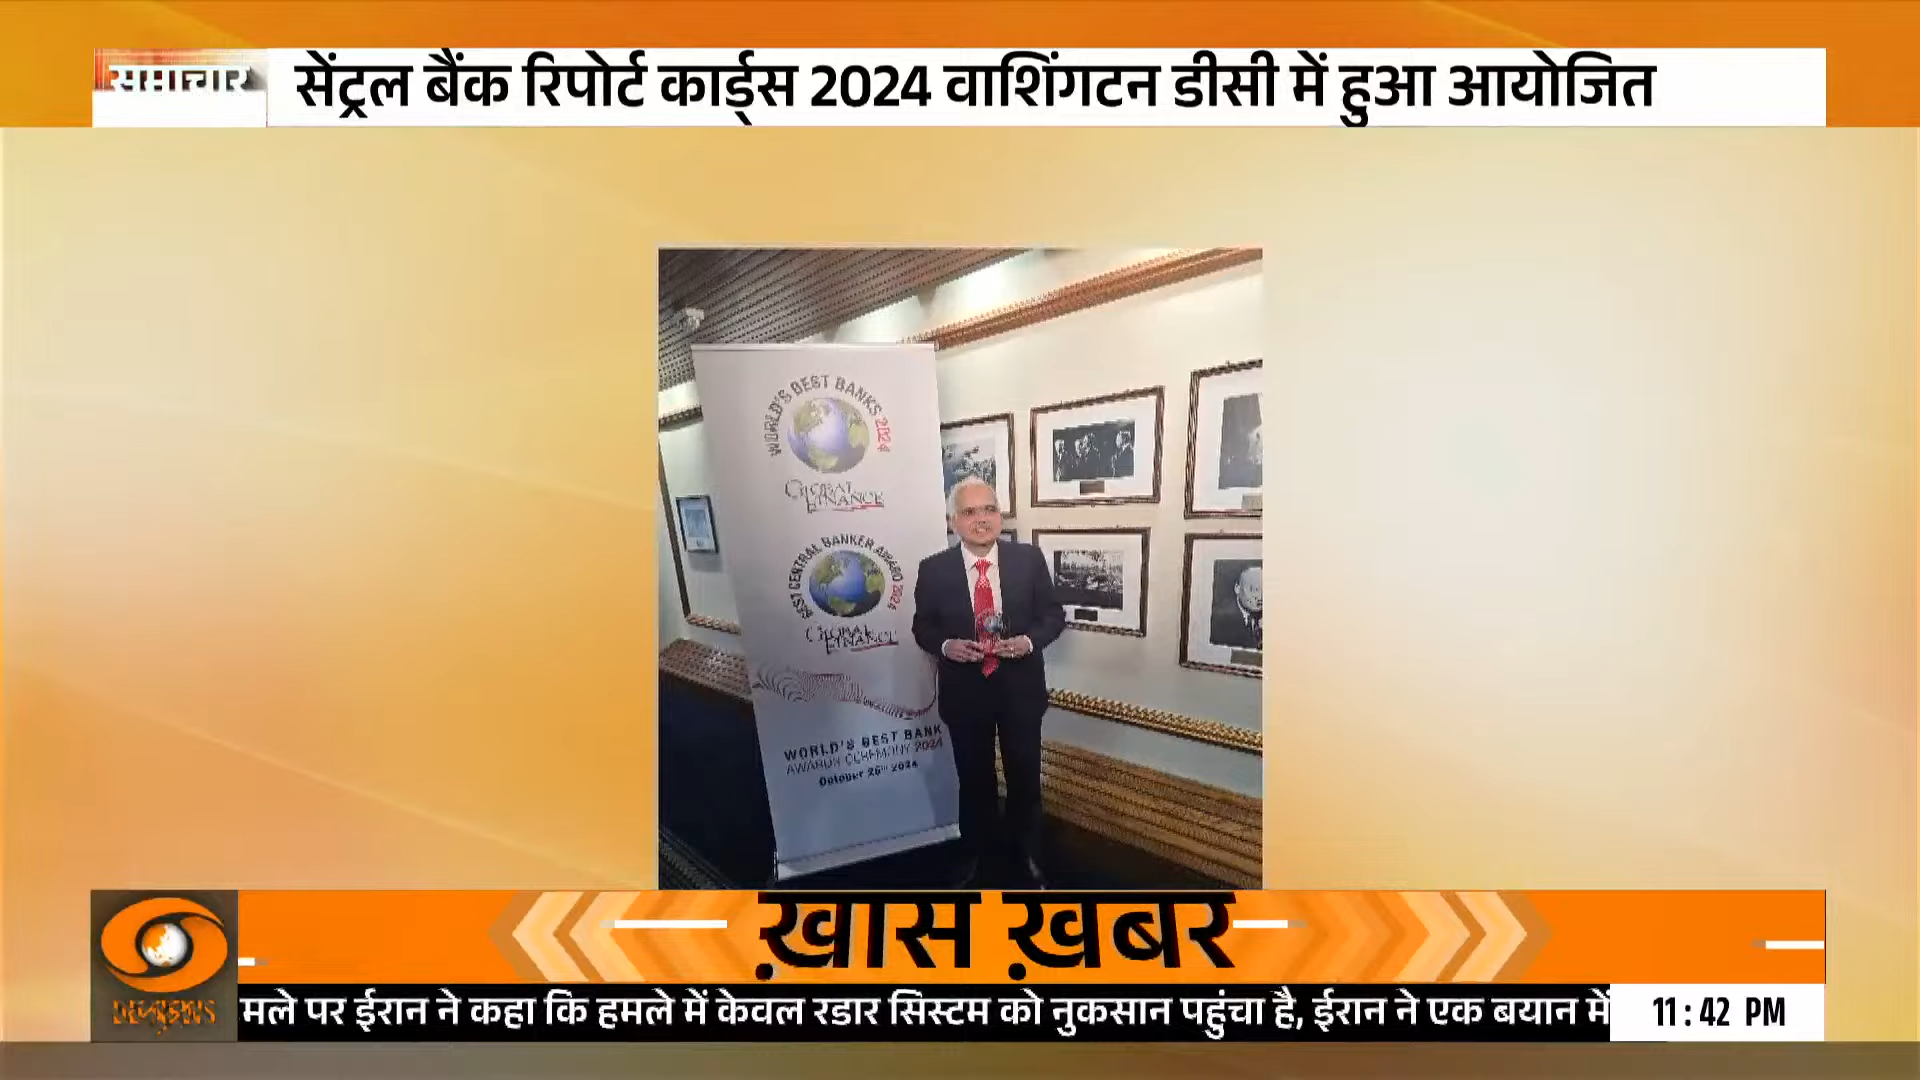 समाचार
सेंट्रल बैंक रिपोर्ट कार्ड्स 2024 वाशिंगटन डीसी में हुआ आयोजित
WORLD'S BEST BANKS 2024
GLOBAL
FINANCE
BEST CENTRAL BANKER AWARD 2024
GLOBAL
FINANCE
WORLD'S BEST BANK
AWARDS CEREMONY 2024
October 26th 2024
ख़ास ख़बर
NEWS
मले पर ईरान ने कहा कि हमले में केवल रडार सिस्टम को नुकसान पहुंचा है, ईरान ने एक बयान में
11:42 PM